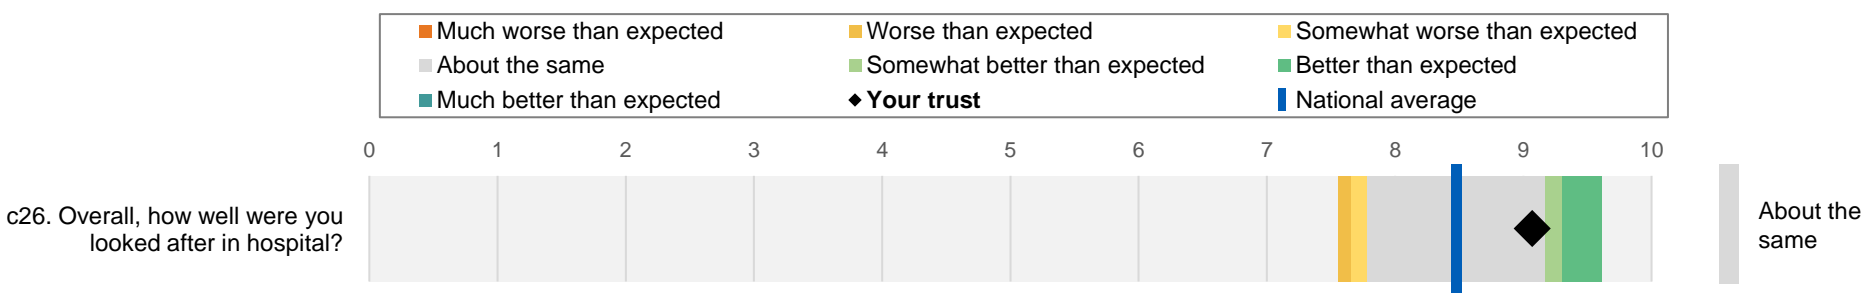 Much worse than expected
Worse than expected
Somewhat worse than expected
About the same
Somewhat better than expected
Better than expected
Much better than expected
Your trust
National average
0 1 2 3 4 5 6 7 8 9 10
c26. Overall, how well were you
looked after in hospital?
About the
same